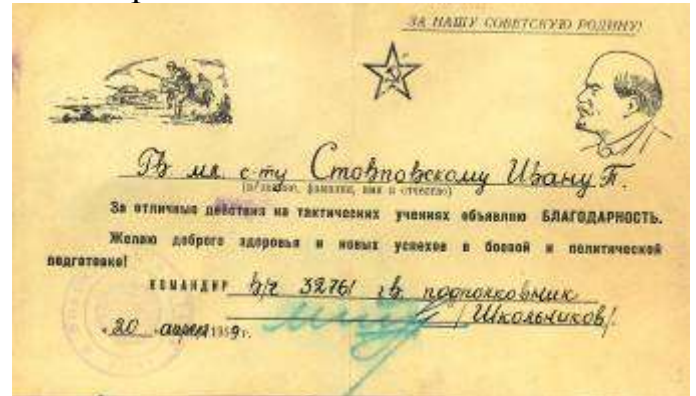 ЗА НАШУ СОВЕТСКУЮ РОДИНУ!
Гв. мл. с-ту Стовповскому Ивану П.
(в/звание, фамилия, имя и отчество)
За отличные действия на тактических учениях объявляю БЛАГОДАРНОСТЬ.
Желаю доброго здоровья и новых успехов в боевой и политической
подготовке!
КОМАНДИР в/ч 32761 гв. подполковник
/Школьников/.
«20» апреля 1959 г.